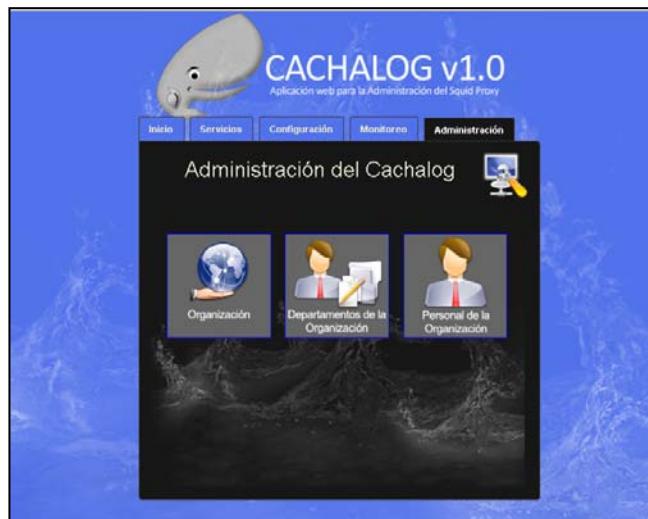 CACHALOG v1.0
Aplicación web para la Administración del Squid Proxy
Inicio
Servicios
Configuración
Monitoreo
Administración
Administración del Cachalog
Organización
Departamentos de la
Organización
Personal de la
Organización